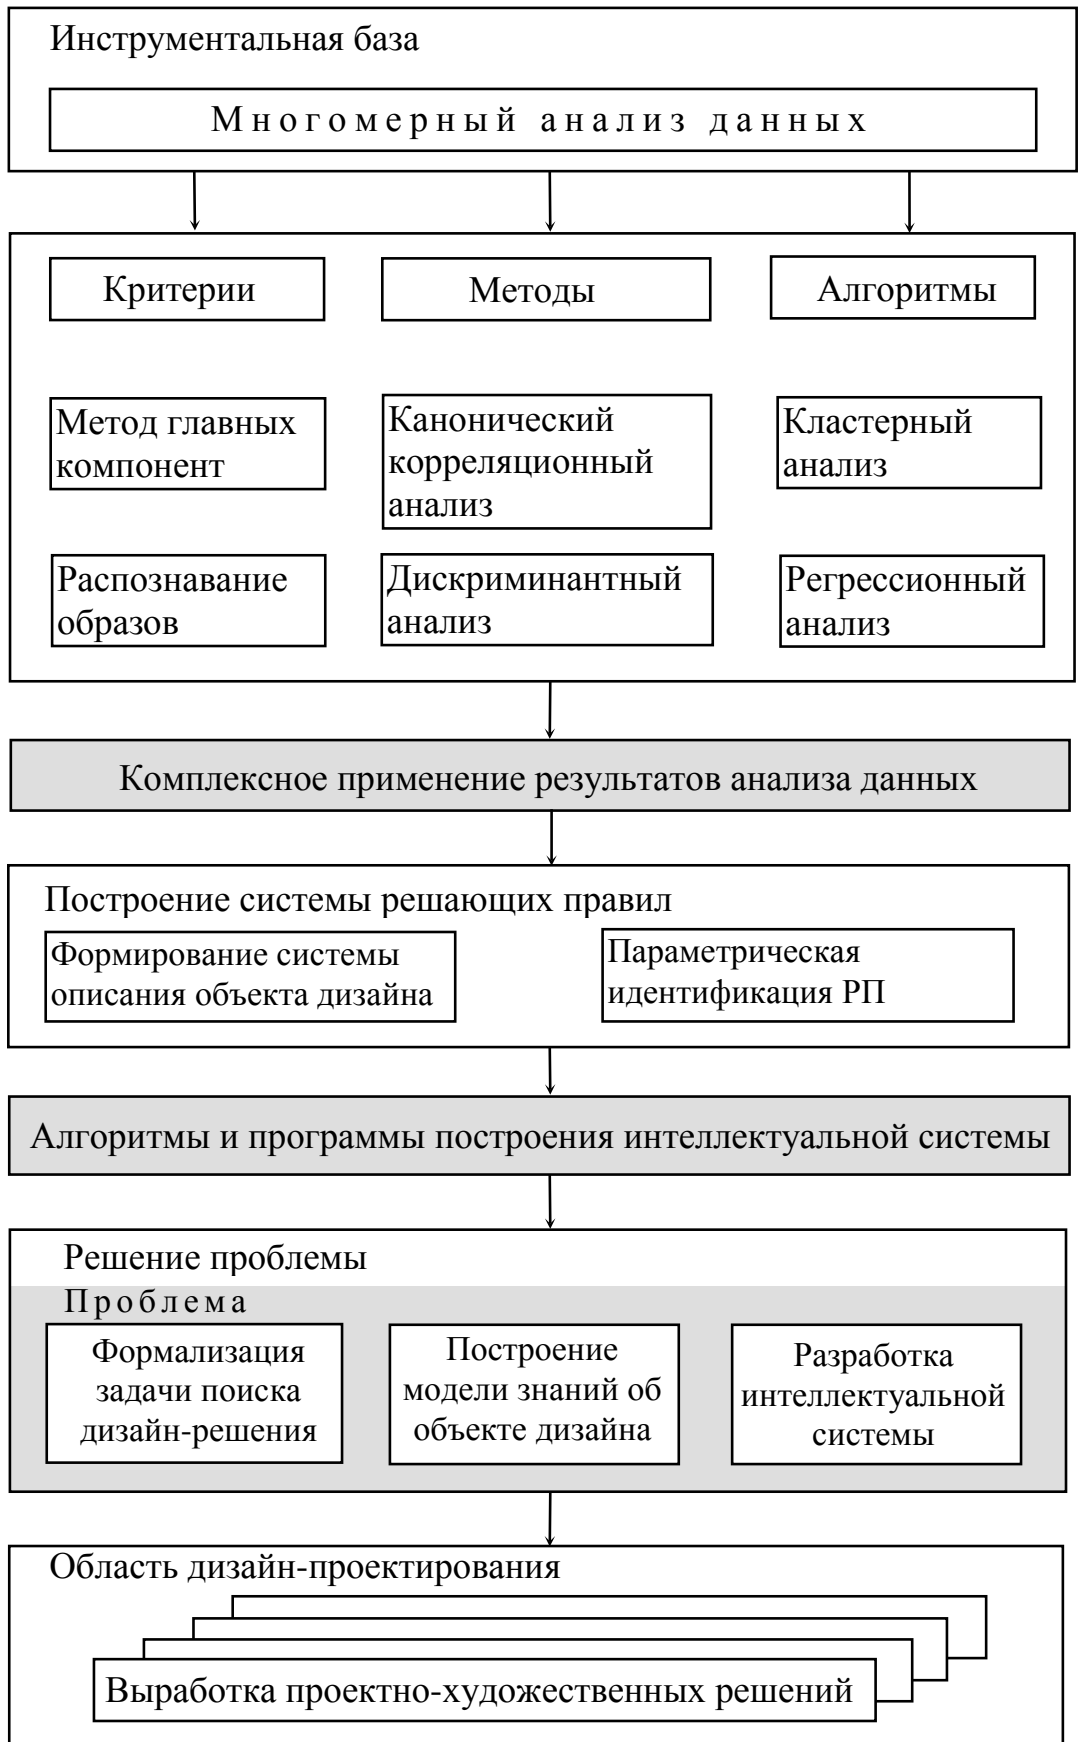 Инструментальная база
Многомерный анализ данных
Критерии
Методы
Алгоритмы
Метод главных
компонент
Канонический
корреляционный
анализ
Кластерный
анализ
Распознавание
образов
Дискриминантный
анализ
Регрессионный
анализ
Комплексное применение результатов анализа данных
Построение системы решающих правил
Формирование системы
описания объекта дизайна
Параметрическая
идентификация РП
Алгоритмы и программы построения интеллектуальной системы
Решение проблемы
Проблема
Формализация
задачи поиска
дизайн-решения
Построение
модели знаний об
объекте дизайна
Разработка
интеллектуальной
системы
Область дизайн-проектирования
Выработка проектно-художественных решений